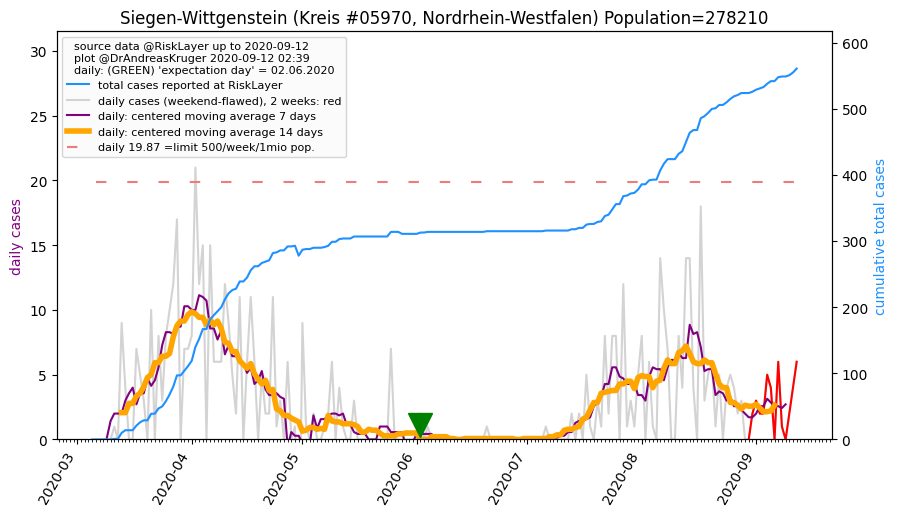 Siegen-Wittgenstein (Kreis #05970, Nordrhein-Westfalen) Population=278210
source data @RiskLayer up to 2020-09-12
plot @DrAndreasKruger 2020-09-12 02:39
daily: (GREEN) 'expectation day' = 02.06.2020
total cases reported at RiskLayer
daily cases (weekend-flawed), 2 weeks: red
daily: centered moving average 7 days
daily: centered moving average 14 days
daily 19.87 =limit 500/week/1mio pop.
daily cases
30
25
20
15
10
5
0
cumulative total cases
600
500
400
300
200
100
0
2020-03
2020-04
2020-05
2020-06
2020-07
2020-08
2020-09